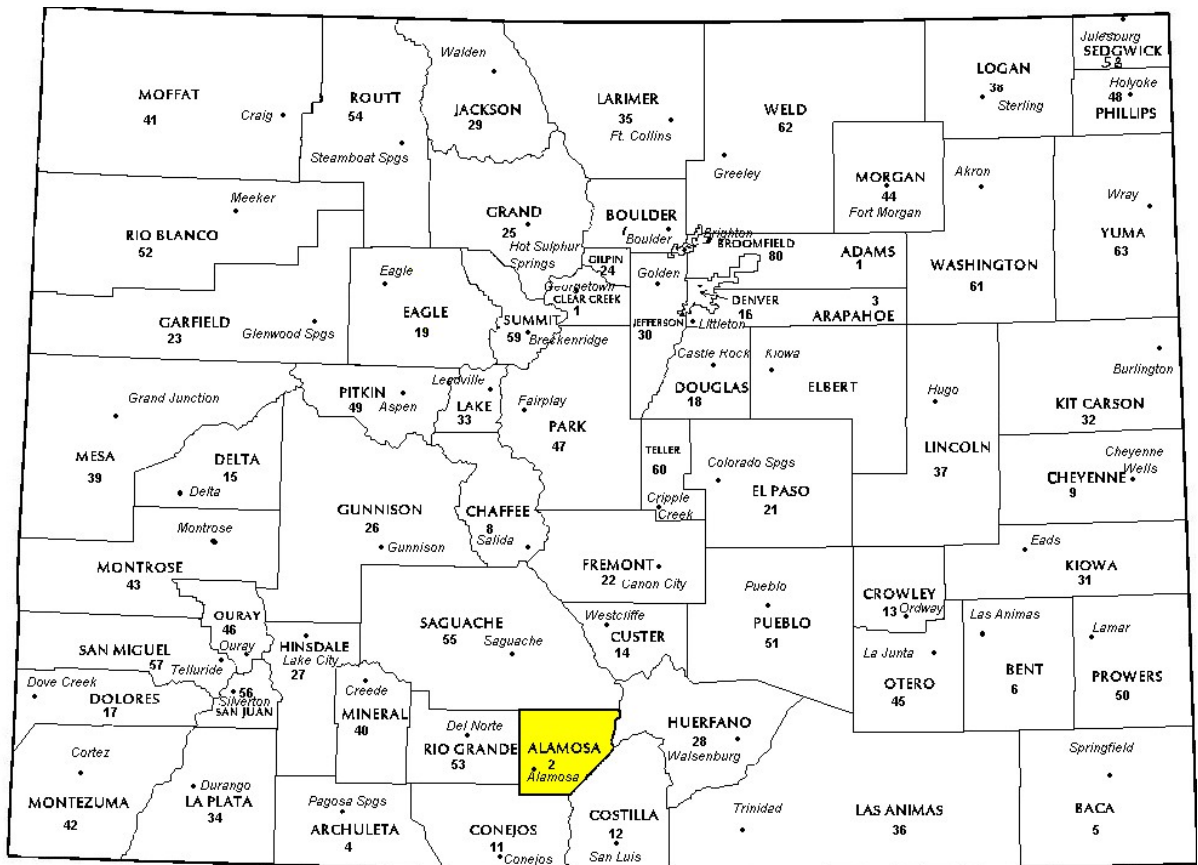 Julesburg
SEDGWICK
58
Walden
LOGAN
38
Sterling
Holyoke
48
PHILLIPS
MOFFAT
41
Craig
ROUTT
54
Steamboat Spgs
JACKSON
29
LARIMER
35
Ft. Collins
WELD
62
Greeley
MORGAN
44
Fort Morgan
Akron
Wray
YUMA
63
Meeker
RIO BLANCO
52
GRAND
25
Hot Sulphur
Springs
BOULDER
Boulder
Brighton
BROOMFIELD
80
ADAMS
1
WASHINGTON
61
GILPIN
24
Golden
Georgetown
CLEAR CREEK
1
Eagle
EAGLE
19
SUMMIT
59
Breckenridge
JEFFERSON
30
DENVER
16
Littleton
3
ARAPAHOE
GARFIELD
23
Glenwood Spgs
Castle Rock
DOUGLAS
18
Kiowa
ELBERT
Hugo
LINCOLN
37
Burlington
KIT CARSON
32
PITKIN
49
Aspen
Leadville
LAKE
33
Fairplay
PARK
47
Grand Junction
MESA
39
DELTA
15
Delta
TELLER
60
Cripple
Creek
Colorado Spgs
EL PASO
21
Cheyenne
Wells
CHEYENNE
9
GUNNISON
26
Gunnison
CHAFFEE
8
Salida
Montrose
MONTROSE
43
FREMONT
22
Canon City
Pueblo
PUEBLO
51
CROWLEY
13
Ordway
Eads
KIOWA
31
OURAY
46
Ouray
SAGUACHE
55
Saguache
Westcliffe
CUSTER
14
Las Animas
BENT
6
Lamar
PROWERS
50
SAN MIGUEL
57
Telluride
HINSDALE
Lake City
27
La Junta
OTERO
45
Dove Creek
DOLORES
17
56
Silverton
SAN JUAN
Creede
MINERAL
40
Del Norte
RIO GRANDE
53
ALAMOSA
2
Alamosa
HUERFANO
28
Walsenburg
Cortez
MONTEZUMA
42
Durango
LA PLATA
34
Pagosa Spgs
ARCHULETA
4
CONEJOS
11
Conejos
COSTILLA
12
San Luis
Trinidad
LAS ANIMAS
36
Springfield
BACA
5